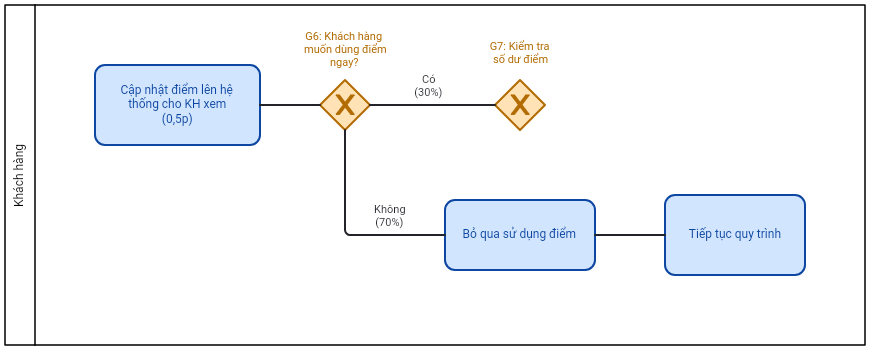 G6: Khách hàng
muốn dùng điểm
ngay?
G7: Kiểm tra
số dư điểm
Cập nhật điểm lên hệ
thống cho KH xem
(0,5p)
X
Có
(30%)
X
Khách hàng
Không
(70%)
Bỏ qua sử dụng điểm
Tiếp tục quy trình